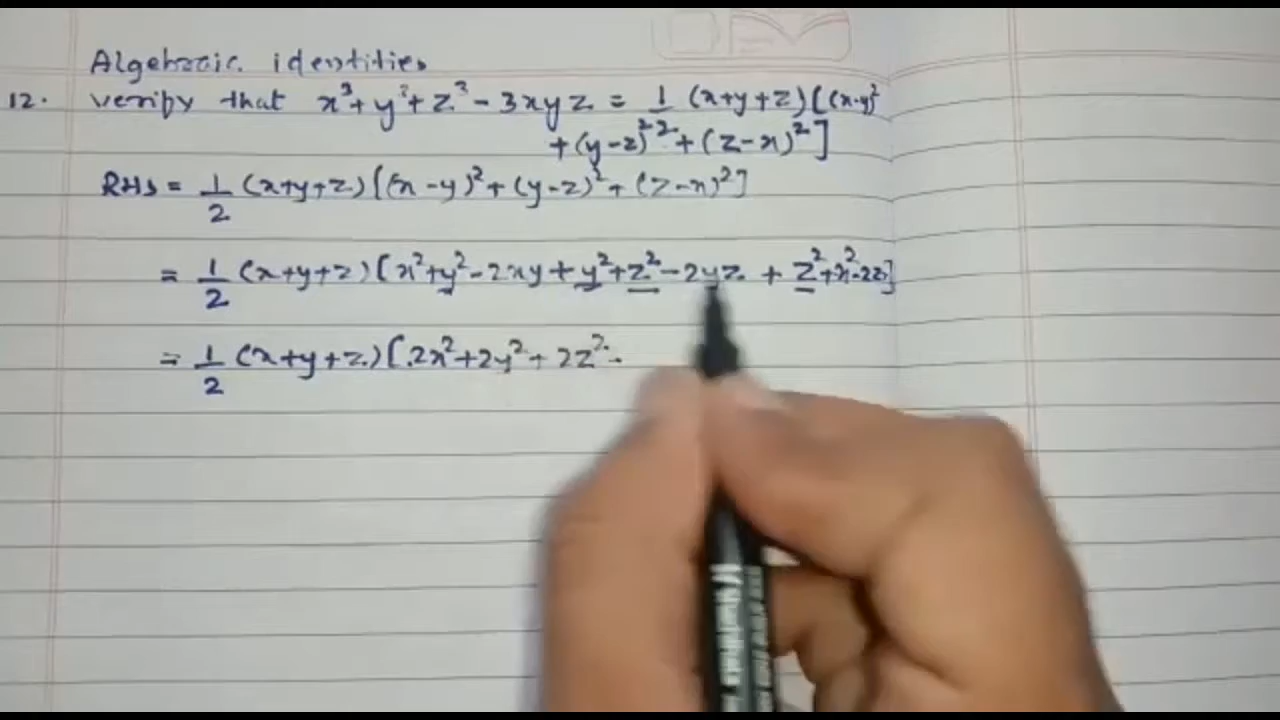 Algebraic identities
12. verify that x³+y³+z³-3xyz = 1/2 (x+y+z)[(x-y)²
+(y-z)²+(z-x)²]
RHS = 1/2 (x+y+z)[(x-y)²+(y-z)²+(z-x)²]
= 1/2 (x+y+z)[x²+y²-2xy+y²+z²-2yz+z²+x²-2z]
= 1/2 (x+y+z)[2x²+2y²+2z²-